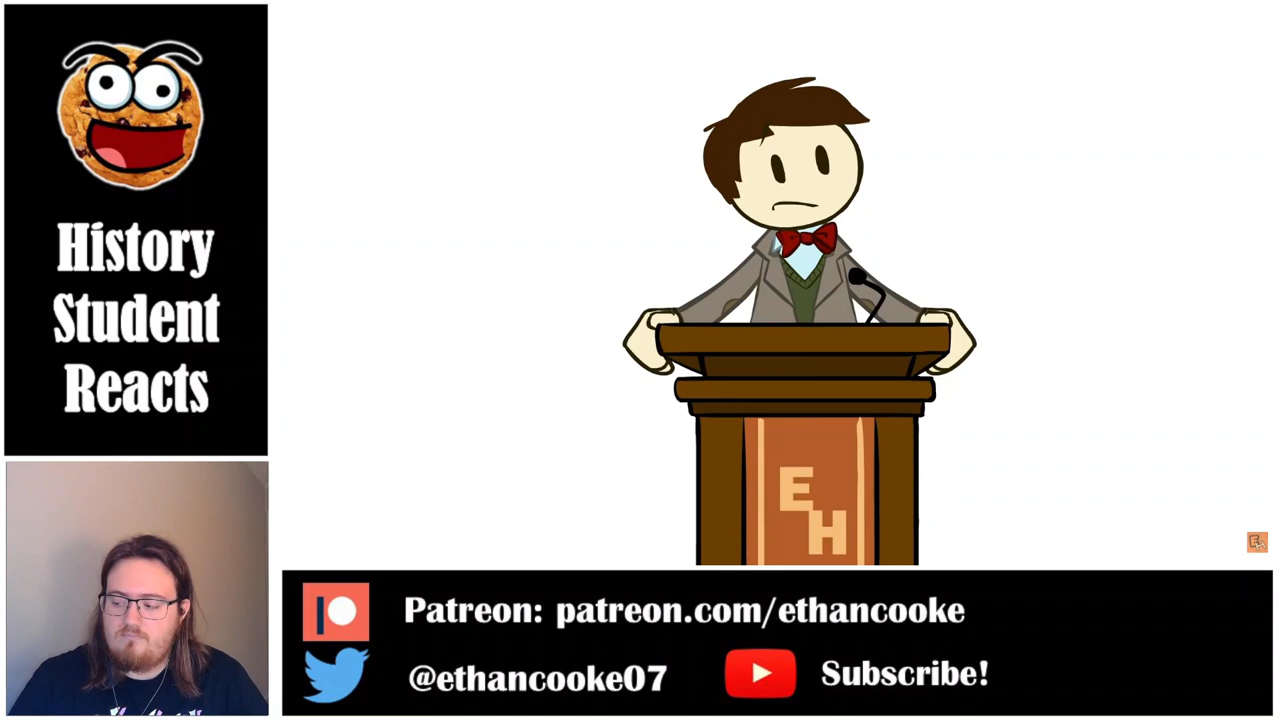 History
Student
Reacts
E
H
EH
Patreon: patreon.com/ethancooke
@ethancooke07
Subscribe!